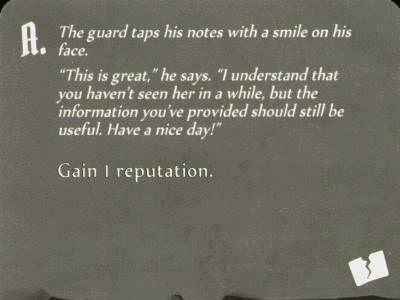 A. The guard taps his notes with a smile on his
face.
“This is great,” he says. “I understand that
you haven’t seen her in a while, but the
information you’ve provided should still be
useful. Have a nice day!”
Gain 1 reputation.